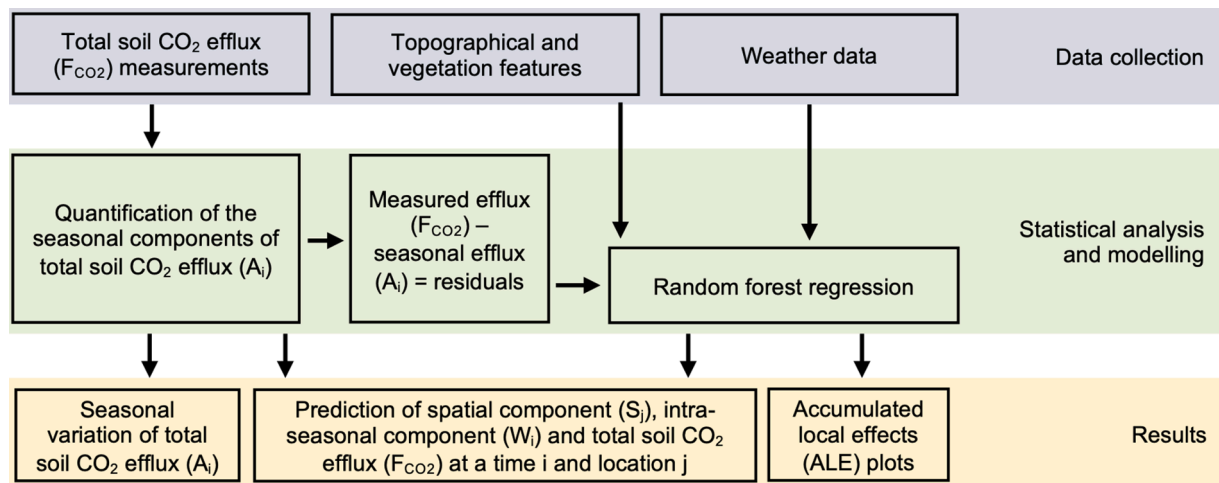 Total soil CO₂ efflux
(F_CO2) measurements
Topographical and
vegetation features
Weather data
Data collection
Quantification of the
seasonal components of
total soil CO₂ efflux (Aᵢ)
Measured efflux
(F_CO2) –
seasonal efflux
(Aᵢ) = residuals
Random forest regression
Statistical analysis
and modelling
Seasonal
variation of total
soil CO₂ efflux (Aᵢ)
Prediction of spatial component (Sⱼ), intra-
seasonal component (Wᵢ) and total soil CO₂
efflux (F_CO2) at a time i and location j
Accumulated
local effects
(ALE) plots
Results